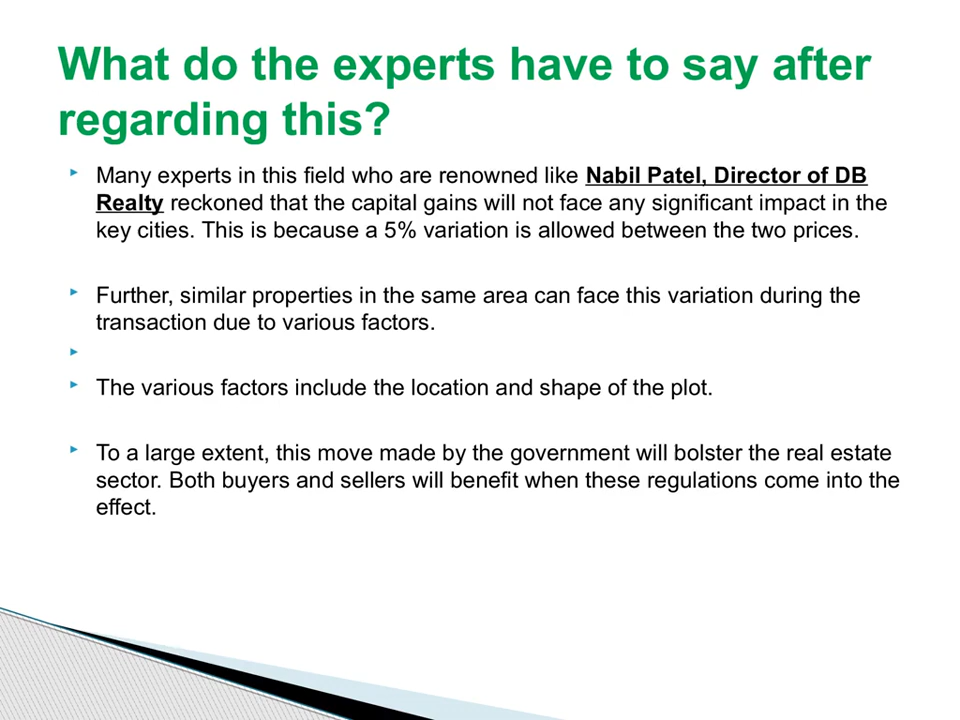 What do the experts have to say after
regarding this?
Many experts in this field who are renowned like Nabil Patel, Director of DB
Realty reckoned that the capital gains will not face any significant impact in the
key cities. This is because a 5% variation is allowed between the two prices.
Further, similar properties in the same area can face this variation during the
transaction due to various factors.
The various factors include the location and shape of the plot.
To a large extent, this move made by the government will bolster the real estate
sector. Both buyers and sellers will benefit when these regulations come into the
effect.